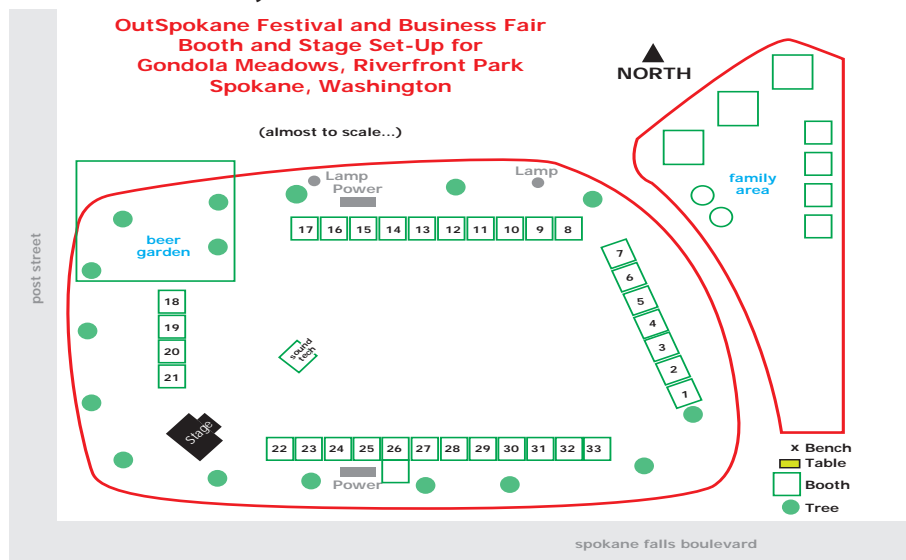 OutSpokane Festival and Business Fair
Booth and Stage Set-Up for
Gondola Meadows, Riverfront Park
Spokane, Washington
NORTH
(almost to scale...)
Lamp
Power
Lamp
family
area
beer
garden
post street
17 16 15 14 13 12 11 10 9 8
7
6
5
4
3
2
1
18
19
20
21
sound
tech
Stage
22 23 24 25 26 27 28 29 30 31 32 33
Power
x Bench
Table
Booth
Tree
spokane falls boulevard